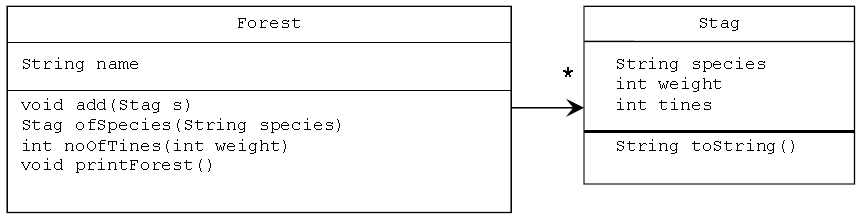 Forest
String name
void add(Stag s)
Stag ofSpecies(String species)
int noOfTines(int weight)
void printForest()
*
Stag
String species
int weight
int tines
String toString()